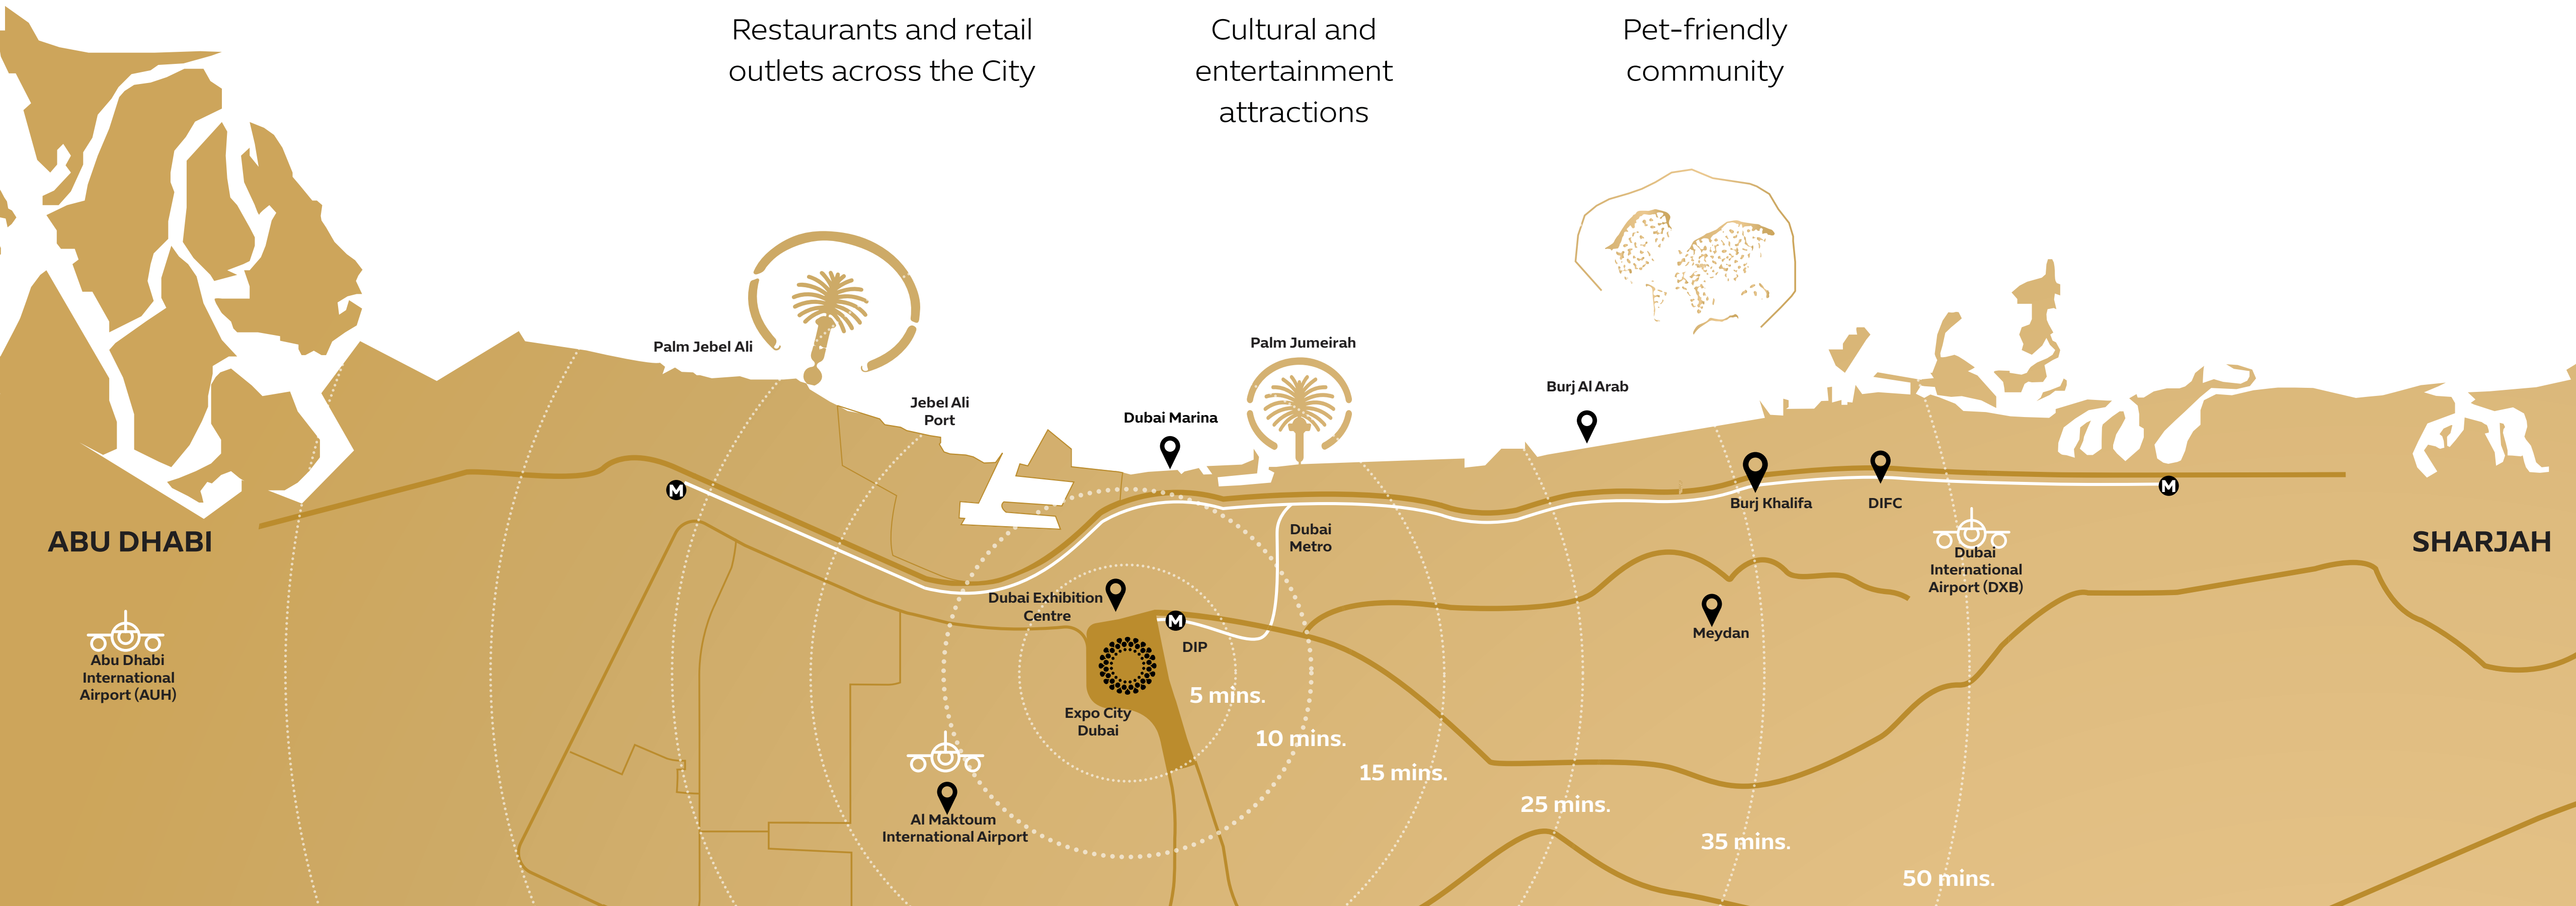 Restaurants and retail
outlets across the City
Cultural and
entertainment
attractions
Pet-friendly
community
Palm Jebel Ali
Jebel Ali
Port
Dubai Marina
Palm Jumeirah
Burj Al Arab
M
M
Burj Khalifa
DIFC
Dubai
Metro
ABU DHABI
SHARJAH
Dubai
International
Airport (DXB)
Dubai Exhibition
Centre
M
DIP
Meydan
Abu Dhabi
International
Airport (AUH)
Expo City
Dubai
5 mins.
10 mins.
15 mins.
25 mins.
35 mins.
50 mins.
Al Maktoum
International Airport